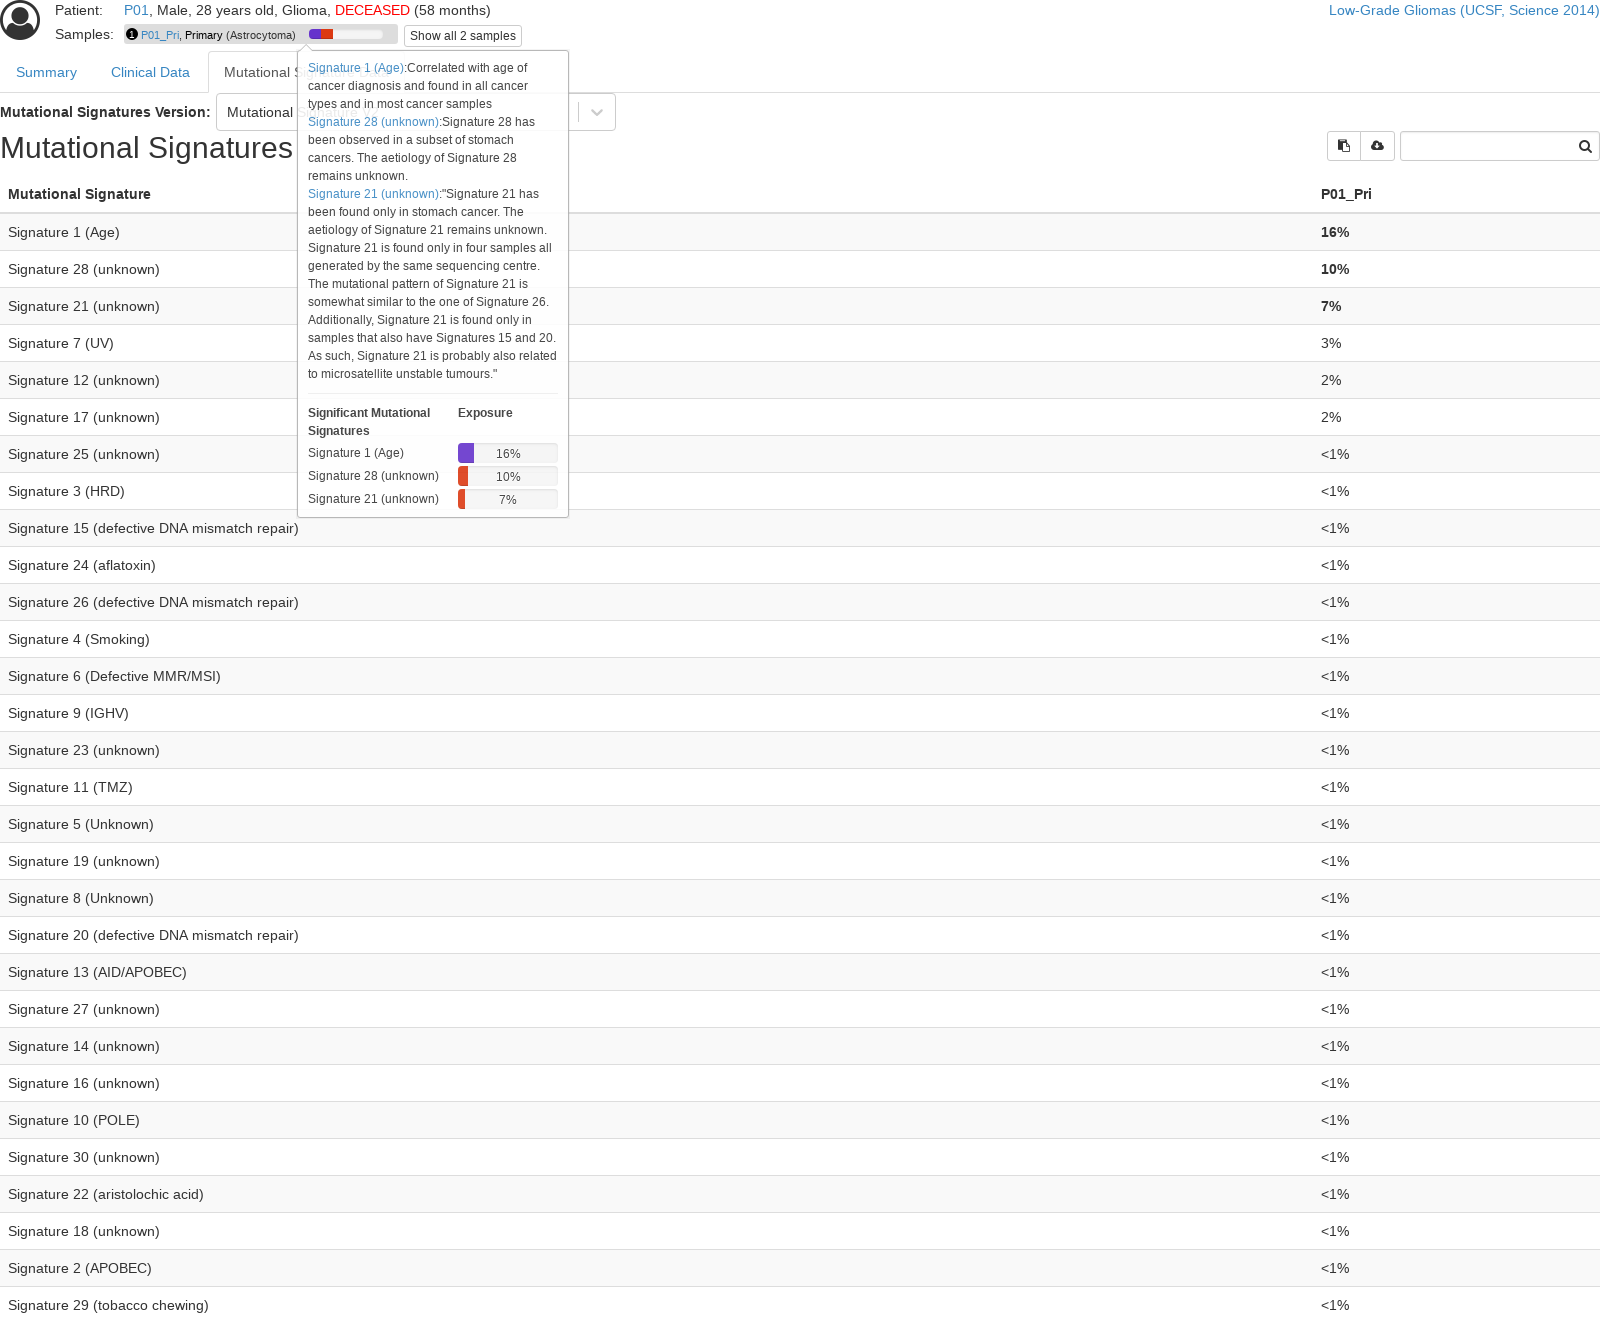 Patient: P01, Male, 28 years old, Glioma, DECEASED (58 months)
Low-Grade Gliomas (UCSF, Science 2014)
Samples: 1 P01_Pri, Primary (Astrocytoma)
Show all 2 samples
Summary
Clinical Data
Mutational
Signature 1 (Age):Correlated with age of
cancer diagnosis and found in all cancer
types and in most cancer samples
Signature 28 (unknown):Signature 28 has
been observed in a subset of stomach
cancers. The aetiology of Signature 28
remains unknown.
Signature 21 (unknown):"Signature 21 has
been found only in stomach cancer. The
aetiology of Signature 21 remains unknown.
Signature 21 is found only in four samples all
generated by the same sequencing centre.
The mutational pattern of Signature 21 is
somewhat similar to the one of Signature 26.
Additionally, Signature 21 is found only in
samples that also have Signatures 15 and 20.
As such, Signature 21 is probably also related
to microsatellite unstable tumours."
Significant Mutational
Signatures
Exposure
Signature 1 (Age) 16%
Signature 28 (unknown) 10%
Signature 21 (unknown) 7%
Mutational Signatures Version: Mutational
Mutational Signatures
Mutational Signature P01_Pri
Signature 1 (Age) 16%
Signature 28 (unknown) 10%
Signature 21 (unknown) 7%
Signature 7 (UV) 3%
Signature 12 (unknown) 2%
Signature 17 (unknown) 2%
Signature 25 (unknown) <1%
Signature 3 (HRD) <1%
Signature 15 (defective DNA mismatch repair) <1%
Signature 24 (aflatoxin) <1%
Signature 26 (defective DNA mismatch repair) <1%
Signature 4 (Smoking) <1%
Signature 6 (Defective MMR/MSI) <1%
Signature 9 (IGHV) <1%
Signature 23 (unknown) <1%
Signature 11 (TMZ) <1%
Signature 5 (Unknown) <1%
Signature 19 (unknown) <1%
Signature 8 (Unknown) <1%
Signature 20 (defective DNA mismatch repair) <1%
Signature 13 (AID/APOBEC) <1%
Signature 27 (unknown) <1%
Signature 14 (unknown) <1%
Signature 16 (unknown) <1%
Signature 10 (POLE) <1%
Signature 30 (unknown) <1%
Signature 22 (aristolochic acid) <1%
Signature 18 (unknown) <1%
Signature 2 (APOBEC) <1%
Signature 29 (tobacco chewing) <1%